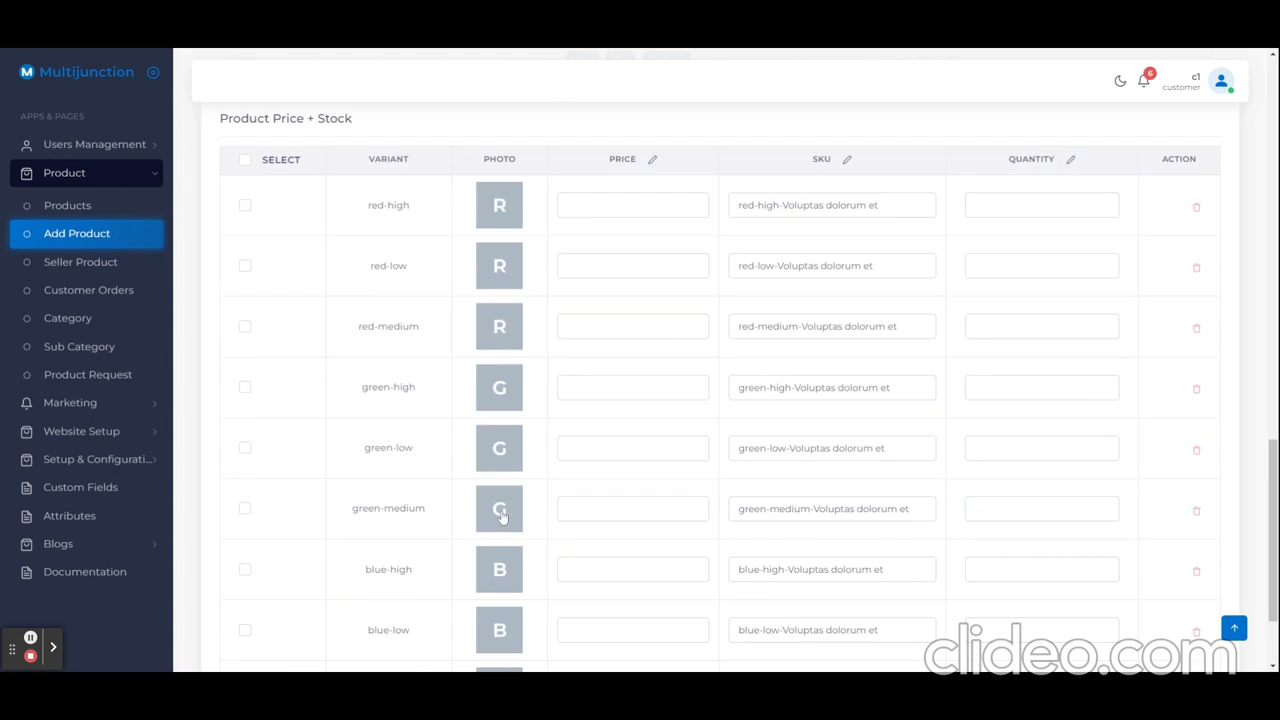 Multijunction
APPS & PAGES
Users Management
Product
Products
Add Product
Seller Product
Customer Orders
Category
Sub Category
Product Request
Marketing
Website Setup
Setup & Configurati...
Custom Fields
Attributes
Blogs
Documentation
6
c1
customer
Product Price + Stock
SELECT VARIANT PHOTO PRICE SKU QUANTITY ACTION
red-high R red-high-Voluptas dolorum et
red-low R red-low-Voluptas dolorum et
red-medium R red-medium-Voluptas dolorum et
green-high G green-high-Voluptas dolorum et
green-low G green-low-Voluptas dolorum et
green-medium G green-medium-Voluptas dolorum et
blue-high B blue-high-Voluptas dolorum et
blue-low B blue-low-Voluptas dolorum et
clideo.com